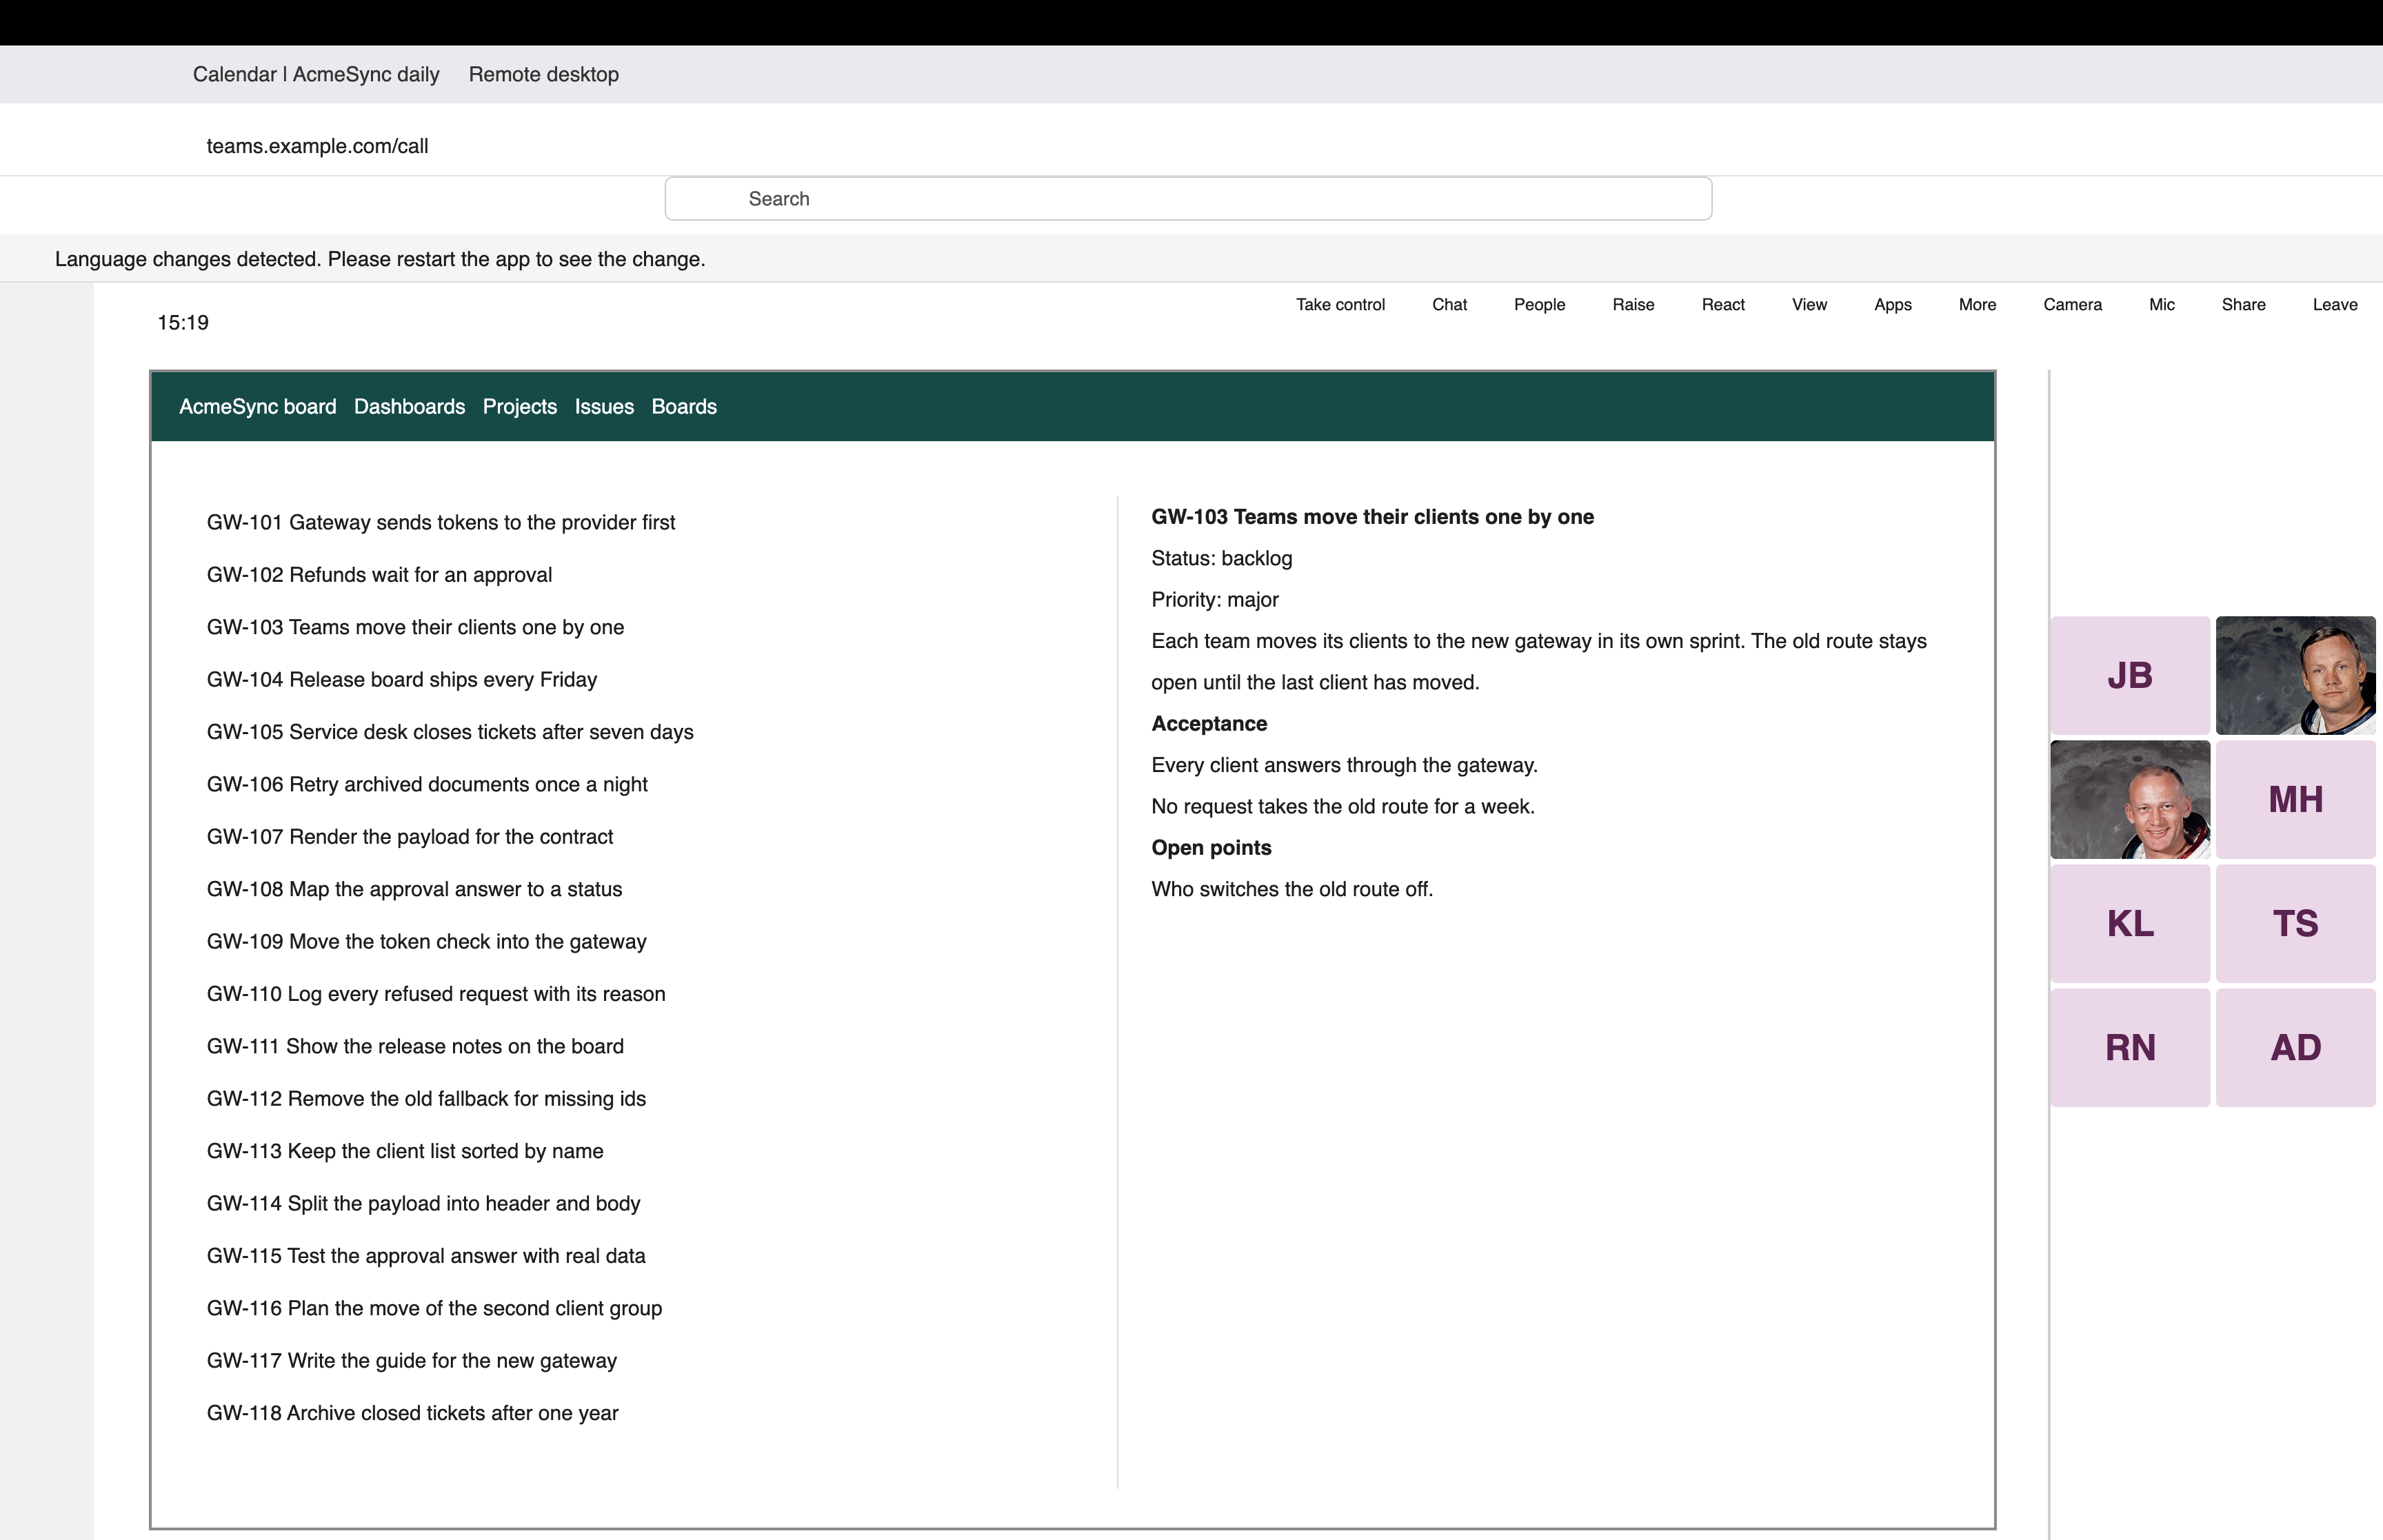 Calendar | AcmeSync daily Remote desktop
teams.example.com/call
Search
Language changes detected. Please restart the app to see the change.
15:19
Take control Chat People Raise React View Apps More Camera Mic Share Leave
AcmeSync board Dashboards Projects Issues Boards
GW-101 Gateway sends tokens to the provider first
GW-102 Refunds wait for an approval
GW-103 Teams move their clients one by one
GW-104 Release board ships every Friday
GW-105 Service desk closes tickets after seven days
GW-106 Retry archived documents once a night
GW-107 Render the payload for the contract
GW-108 Map the approval answer to a status
GW-109 Move the token check into the gateway
GW-110 Log every refused request with its reason
GW-111 Show the release notes on the board
GW-112 Remove the old fallback for missing ids
GW-113 Keep the client list sorted by name
GW-114 Split the payload into header and body
GW-115 Test the approval answer with real data
GW-116 Plan the move of the second client group
GW-117 Write the guide for the new gateway
GW-118 Archive closed tickets after one year
GW-103 Teams move their clients one by one
Status: backlog
Priority: major
Each team moves its clients to the new gateway in its own sprint. The old route stays
open until the last client has moved.
Acceptance
Every client answers through the gateway.
No request takes the old route for a week.
Open points
Who switches the old route off.
JB
MH
KL TS
RN AD